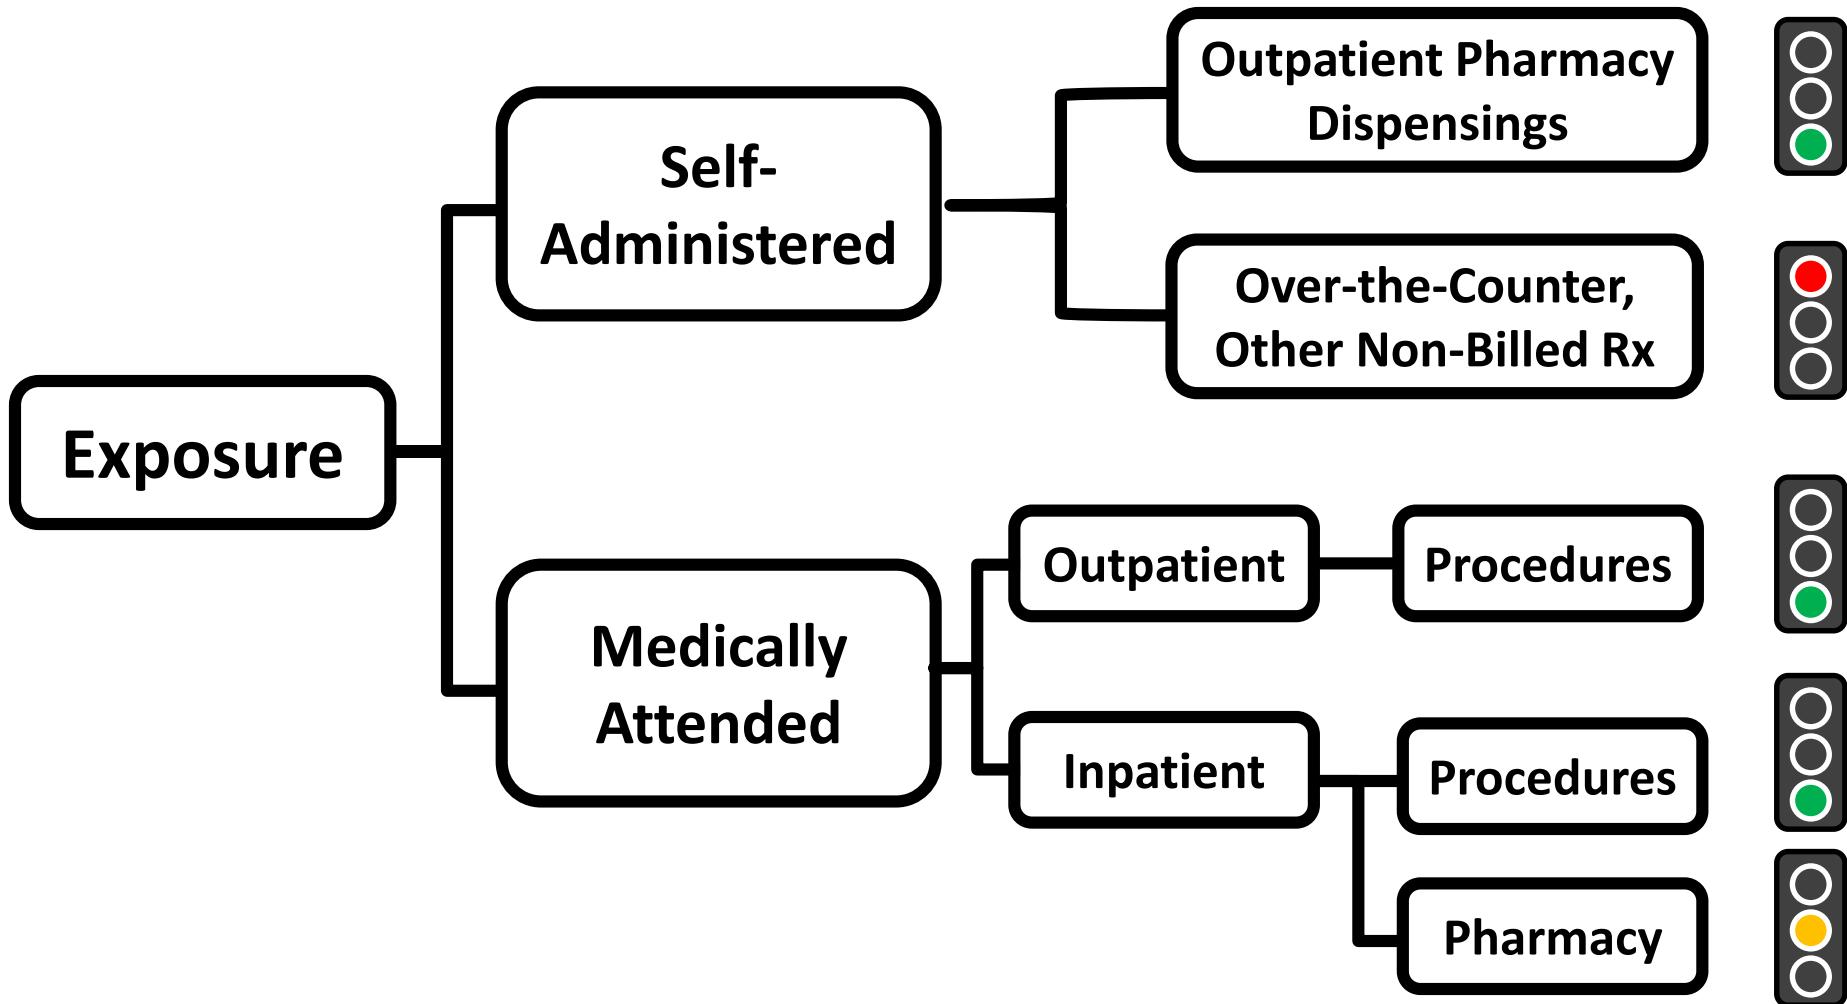 Exposure
Self-
Administered
Outpatient Pharmacy
Dispensings
Over-the-Counter,
Other Non-Billed Rx
Medically
Attended
Outpatient
Procedures
Inpatient
Procedures
Pharmacy